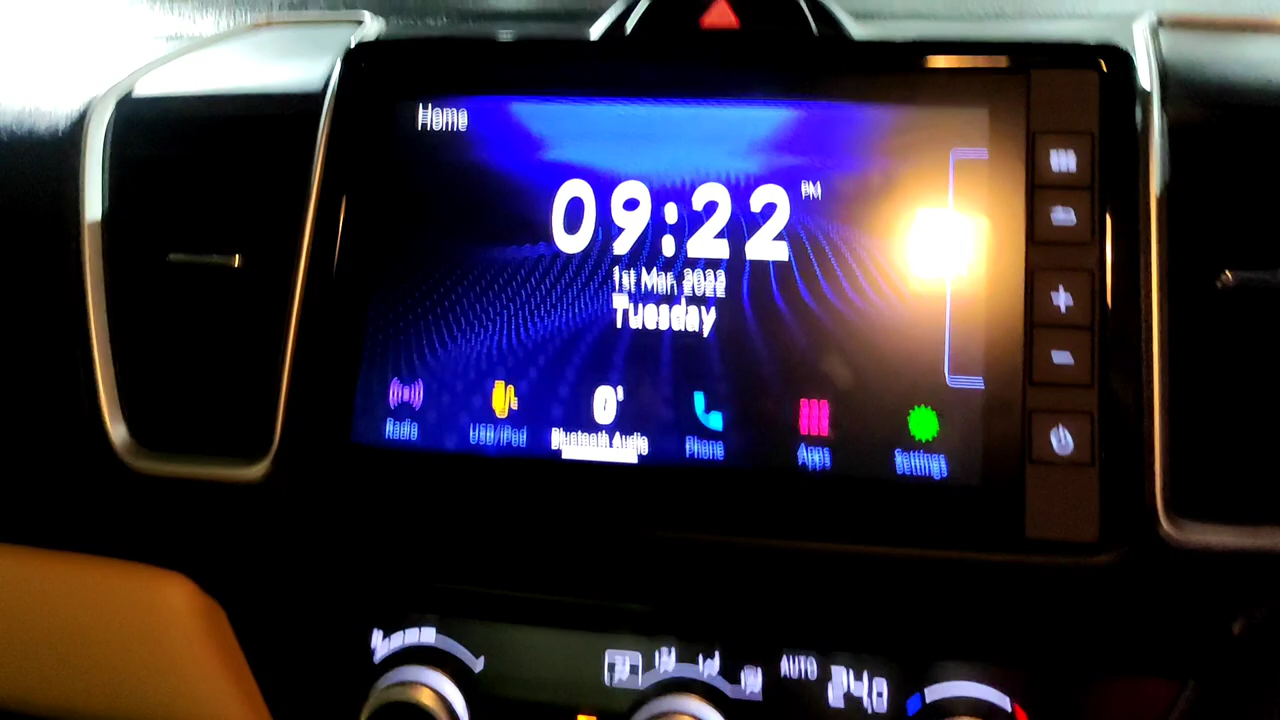 Home
09:22 PM
1st Mar, 2022
Tuesday
Radio
USB/iPod
Bluetooth Audio
Phone
Apps
Settings
AUTO
24.0